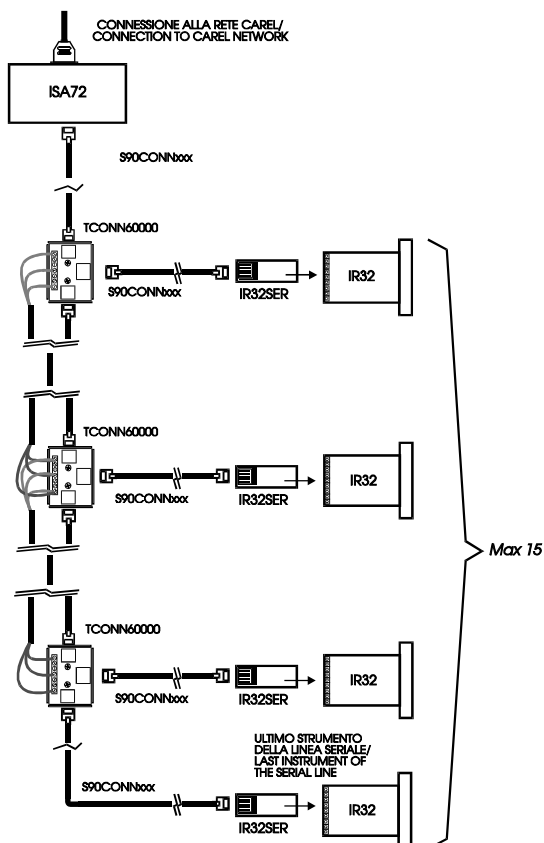 CONNESSIONE ALLA RETE CAREL/
CONNECTION TO CAREL NETWORK
ISA72
S90CONNxxx
TCONN60000
S90CONNxxx
IR32SER
IR32
TCONN60000
S90CONNxxx
IR32SER
IR32
Max 15
TCONN60000
S90CONNxxx
IR32SER
IR32
ULTIMO STRUMENTO
DELLA LINEA SERIALE/
LAST INSTRUMENT OF
THE SERIAL LINE
S90CONNxxx
IR32SER
IR32